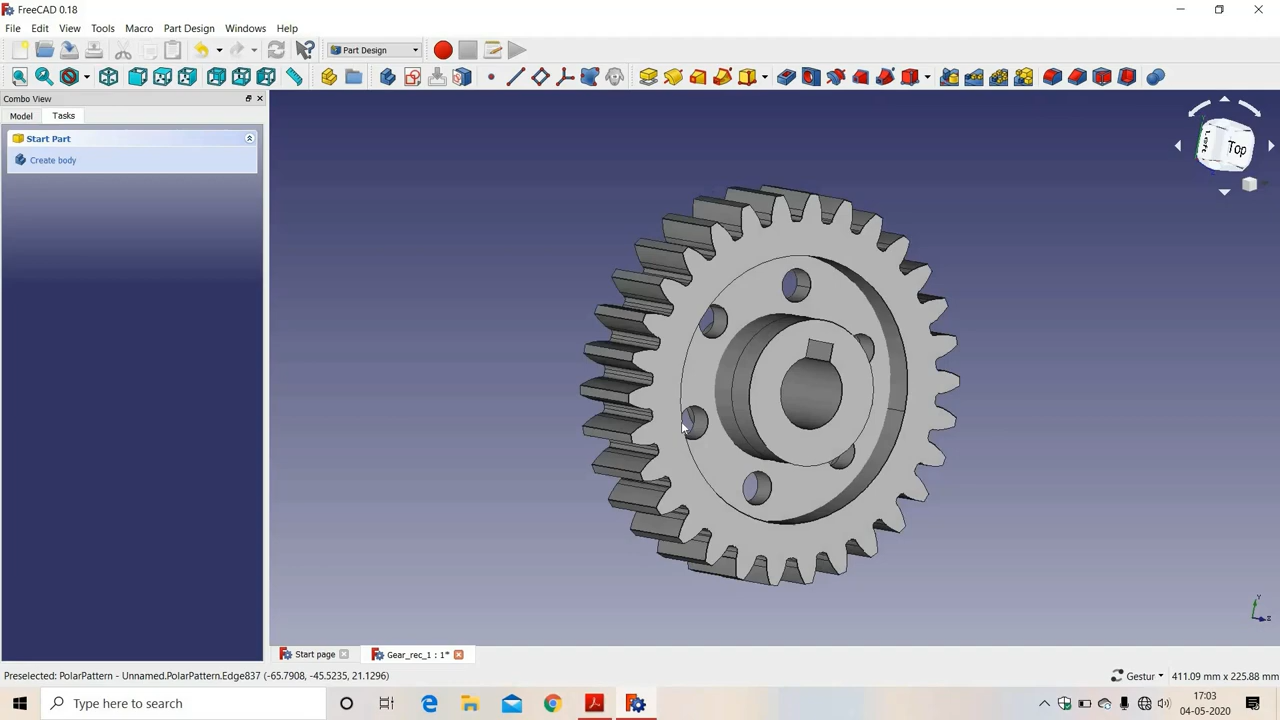 FreeCAD 0.18
File Edit View Tools Macro Part Design Windows Help
Part Design
Combo View
Model Tasks
Start Part
Create body
Left Top
Y
Z
Start page Gear_rec_1 : 1*
Preselected: PolarPattern - Unnamed.PolarPattern.Edge837 (-65.7908, -45.5235, 21.1296) Gestur 411.09 mm x 225.88 mm
Type here to search
17:03
04-05-2020